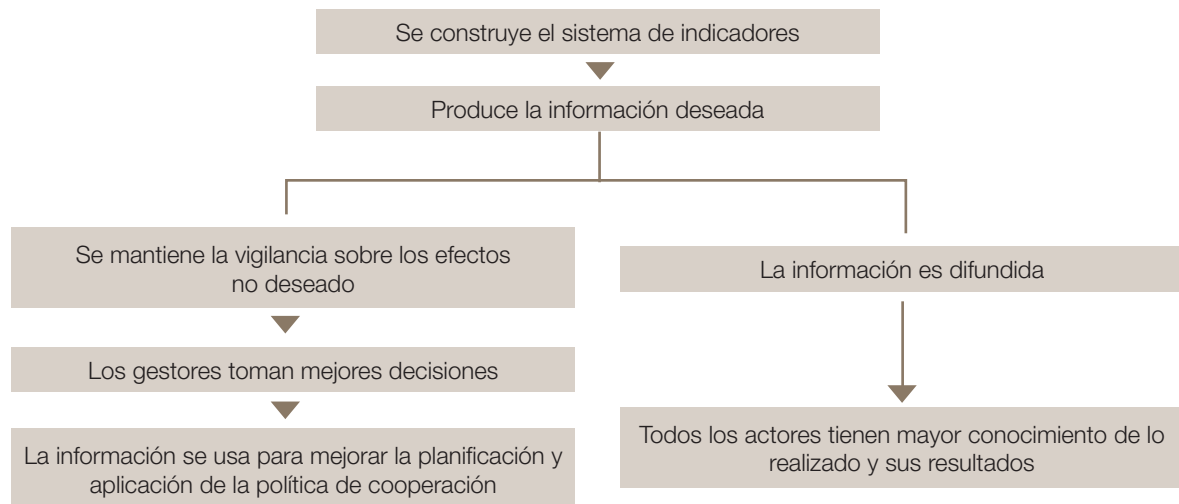 Se construye el sistema de indicadores
Produce la información deseada
Se mantiene la vigilancia sobre los efectos
no deseado
Los gestores toman mejores decisiones
La información se usa para mejorar la planificación y
aplicación de la política de cooperación
La información es difundida
Todos los actores tienen mayor conocimiento de lo
realizado y sus resultados